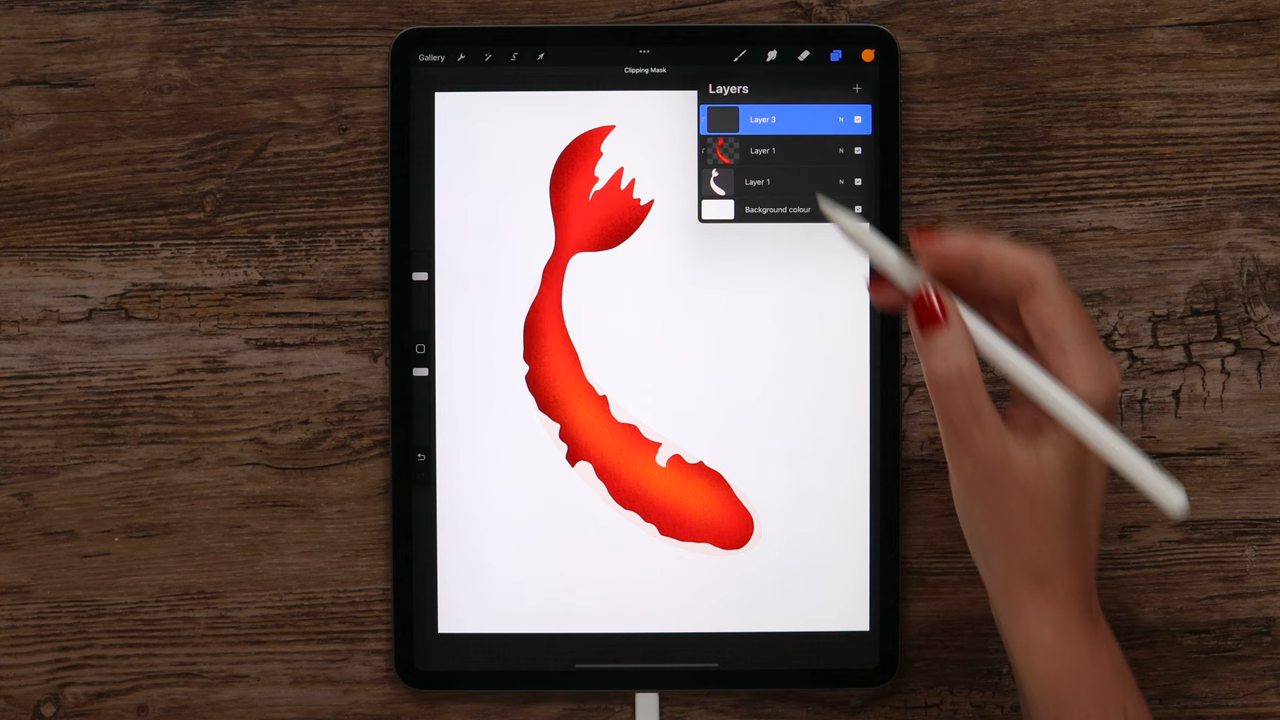 Gallery
Clipping Mask
Layers
Layer 3 N
Layer 1 N
Layer 1 N
Background colour